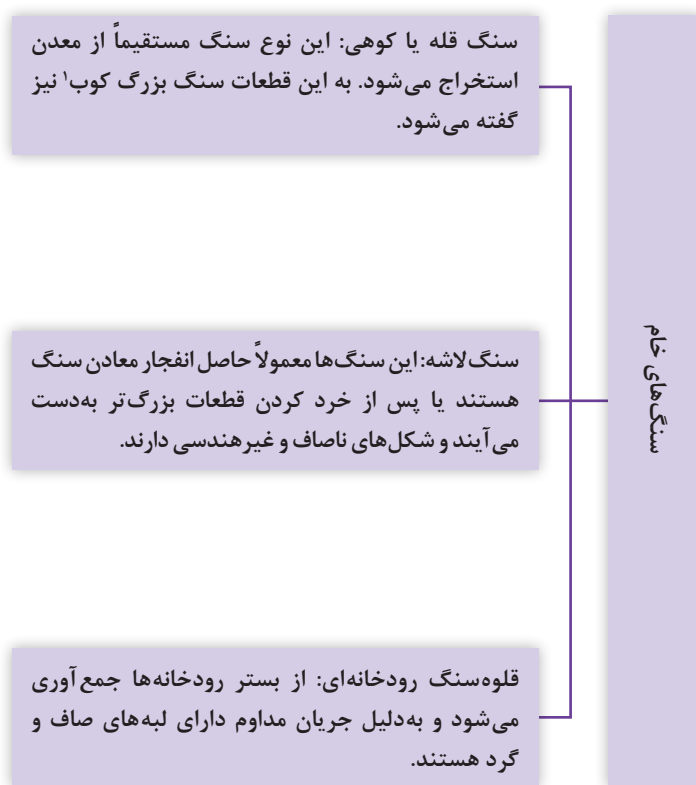 سنگ‌های خام
سنگ قله یا کوهی: این نوع سنگ مستقیماً از معدن
استخراج می‌شود. به این قطعات سنگ بزرگ کوب۱ نیز
گفته می‌شود.
سنگ لاشه: این سنگ‌ها معمولاً حاصل انفجار معادن سنگ
هستند یا پس از خرد کردن قطعات بزرگ‌تر به‌دست
می‌آیند و شکل‌های ناصاف و غیرهندسی دارند.
قلوه‌سنگ رودخانه‌ای: از بستر رودخانه‌ها جمع‌آوری
می‌شود و به‌دلیل جریان مداوم دارای لبه‌های صاف و
گرد هستند.